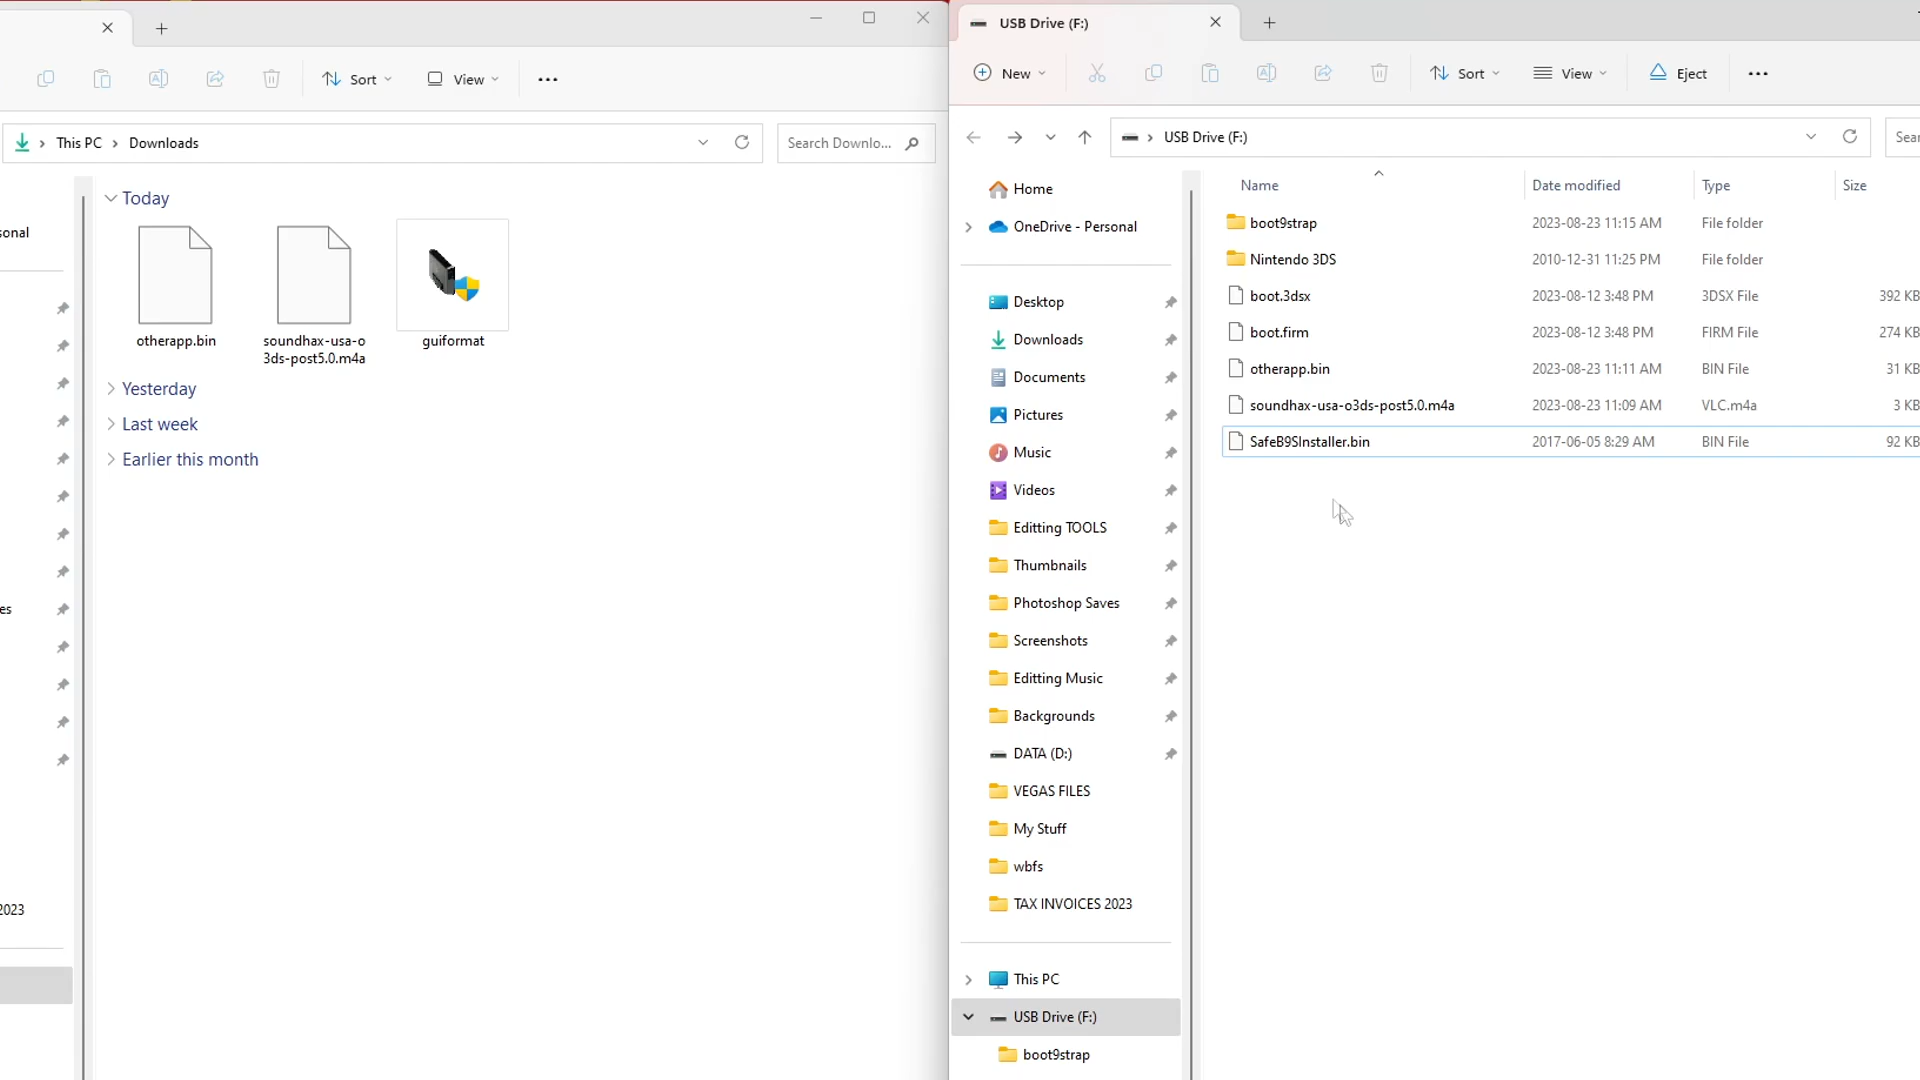 Sort
View
This PC
Downloads
Search Downlo...
sonal
es
2023
Today
otherapp.bin
soundhax-usa-o
3ds-post5.0.m4a
guiformat
Yesterday
Last week
Earlier this month
USB Drive (F:)
New
Sort
View
Eject
USB Drive (F:)
Sear
Home
OneDrive - Personal
Desktop
Downloads
Documents
Pictures
Music
Videos
Editting TOOLS
Thumbnails
Photoshop Saves
Screenshots
Editting Music
Backgrounds
DATA (D:)
VEGAS FILES
My Stuff
wbfs
TAX INVOICES 2023
This PC
USB Drive (F:)
boot9strap
Name Date modified Type Size
boot9strap 2023-08-23 11:15 AM File folder
Nintendo 3DS 2010-12-31 11:25 PM File folder
boot.3dsx 2023-08-12 3:48 PM 3DSX File 392 KB
boot.firm 2023-08-12 3:48 PM FIRM File 274 KB
otherapp.bin 2023-08-23 11:11 AM BIN File 31 KB
soundhax-usa-o3ds-post5.0.m4a 2023-08-23 11:09 AM VLC.m4a 3 KB
SafeB9SInstaller.bin 2017-06-05 8:29 AM BIN File 92 KB